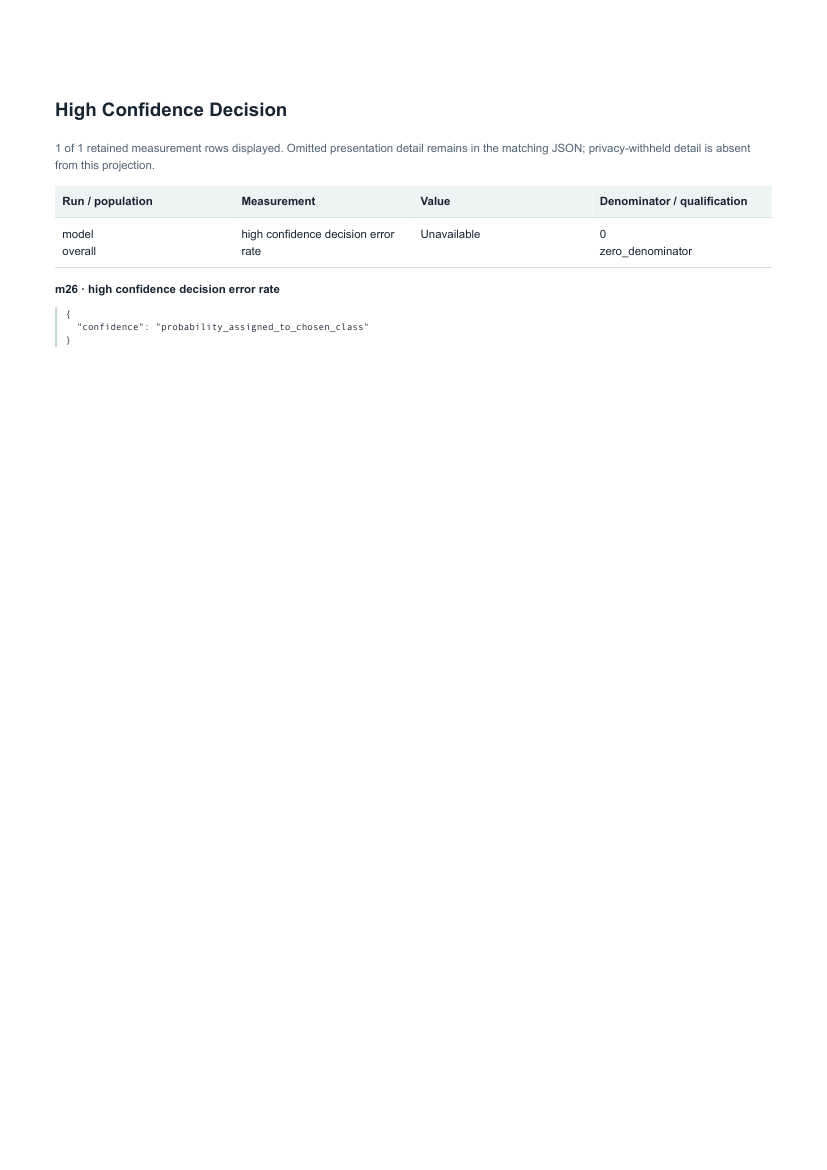 High Confidence Decision
1 of 1 retained measurement rows displayed. Omitted presentation detail remains in the matching JSON; privacy-withheld detail is absent
from this projection.
Run / population Measurement Value Denominator / qualification
model high confidence decision error Unavailable 0
overall rate zero_denominator
m26 · high confidence decision error rate
{
  "confidence": "probability_assigned_to_chosen_class"
}